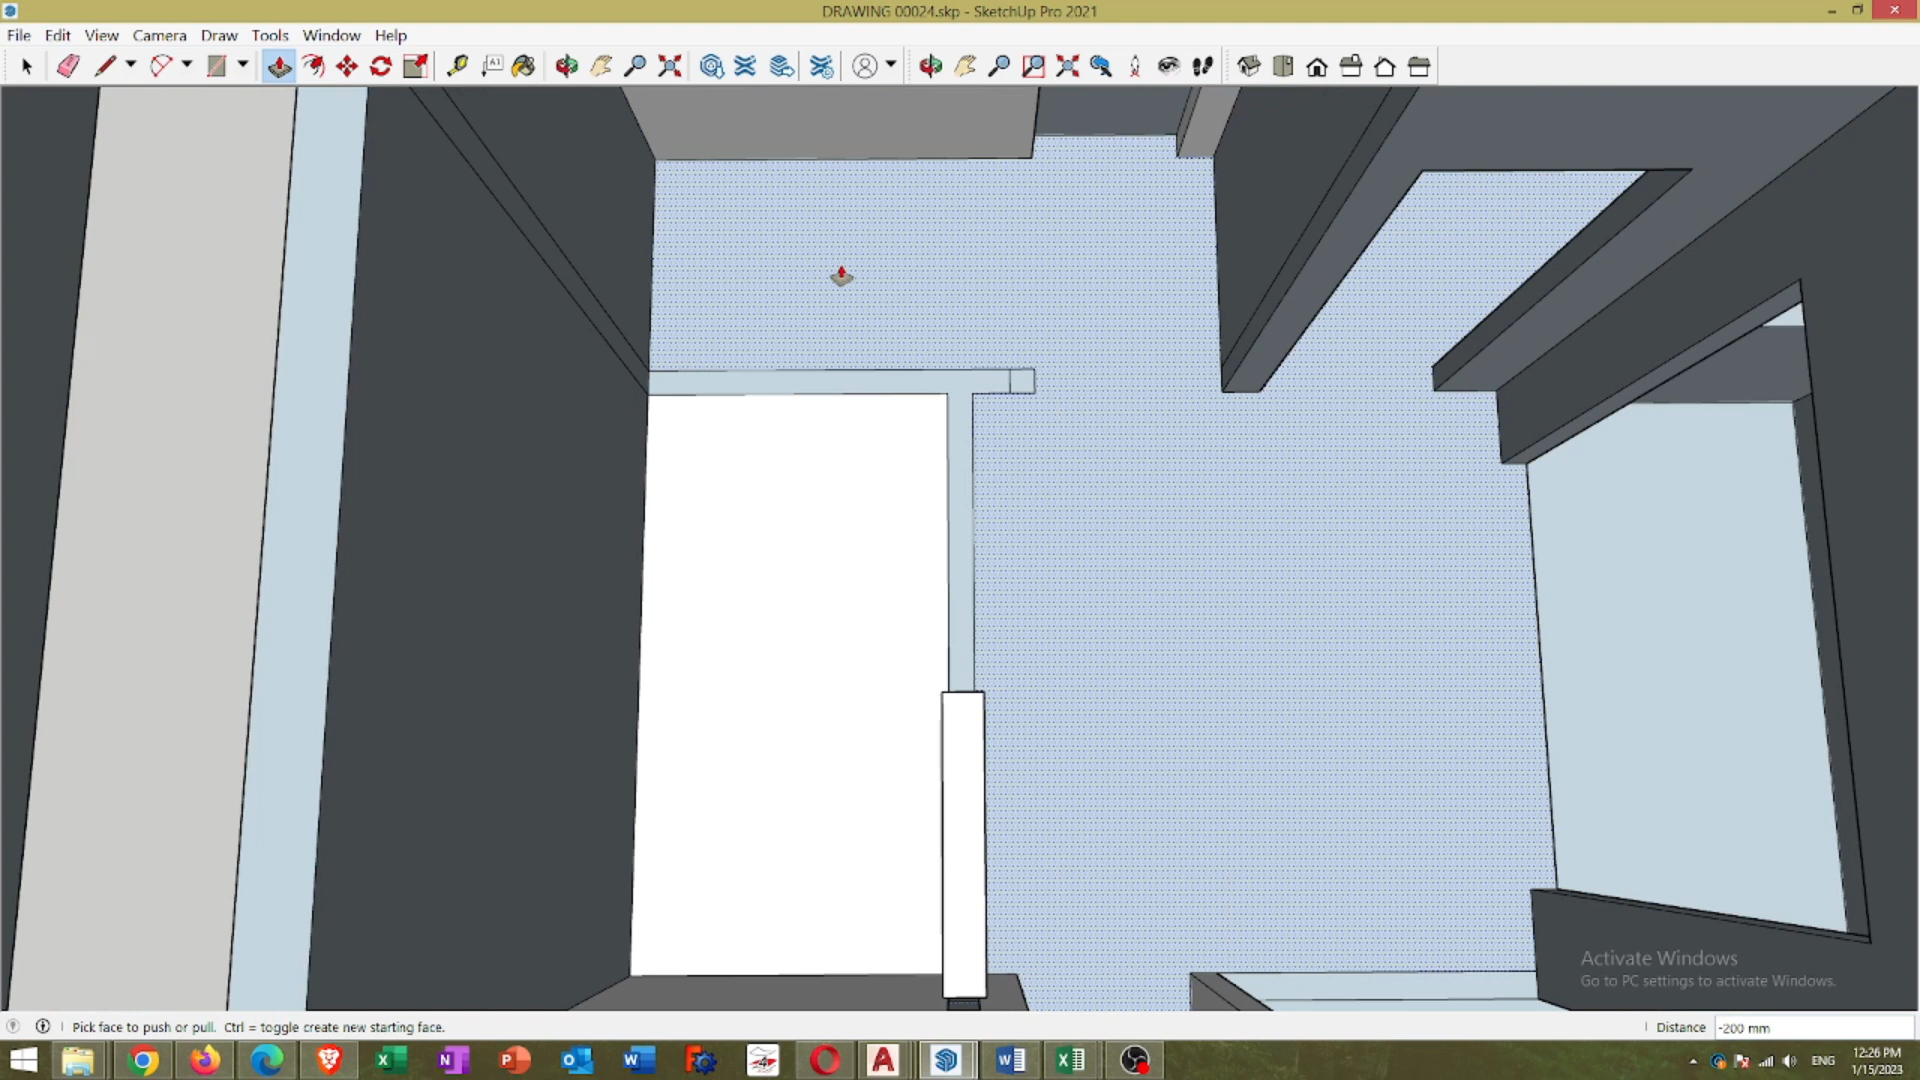 DRAWING 00024.skp - SketchUp Pro 2021
File Edit View Camera Draw Tools Window Help
A1
Activate Windows
Go to PC settings to activate Windows.
Pick face to push or pull. Ctrl = toggle create new starting face.
Distance -200 mm
ENG
12:26 PM
1/15/2023